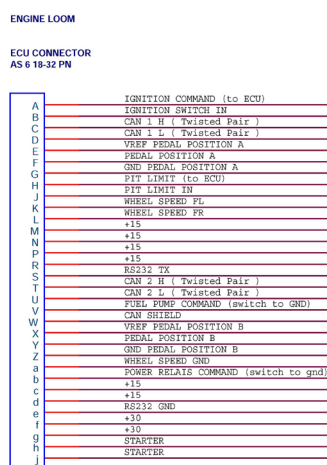 ENGINE LOOM
ECU CONNECTOR
AS 6 18-32 PN
A IGNITION COMMAND (to ECU)
B IGNITION SWITCH IN
C CAN 1 H ( Twisted Pair )
D CAN 1 L ( Twisted Pair )
E VREF PEDAL POSITION A
F PEDAL POSITION A
G GND PEDAL POSITION A
H PIT LIMIT (to ECU)
J PIT LIMIT IN
K WHEEL SPEED FL
L WHEEL SPEED FR
M +15
N +15
P +15
R +15
S RS232 TX
T CAN 2 H ( Twisted Pair )
U CAN 2 L ( Twisted Pair )
V FUEL PUMP COMMAND (switch to GND)
W CAN SHIELD
X VREF PEDAL POSITION B
Y PEDAL POSITION B
Z GND PEDAL POSITION B
a WHEEL SPEED GND
b POWER RELAIS COMMAND (switch to gnd)
c +15
d +15
e RS232 GND
f +30
g +30
h STARTER
j STARTER